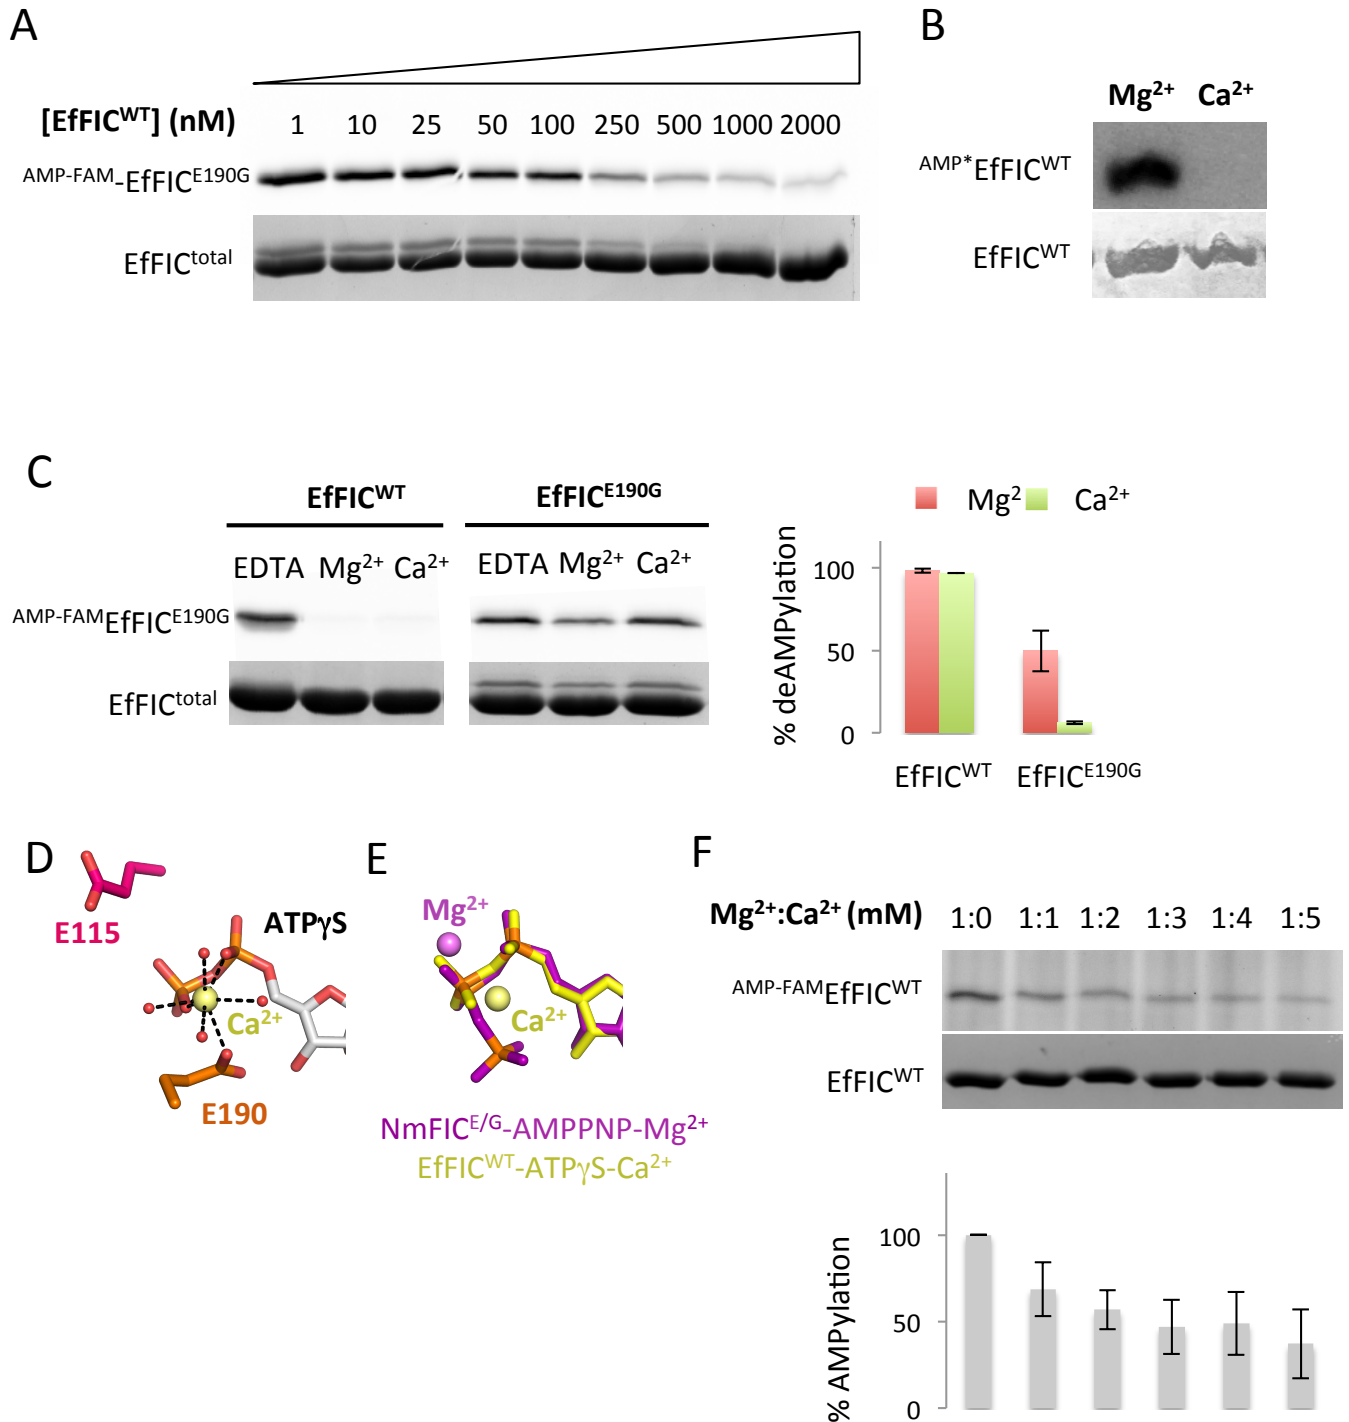 A
[EfFIC^WT] (nM)
1 10 25 50 100 250 500 1000 2000
AMP-FAM-EfFIC^E190G
EfFIC^total
B
Mg²⁺ Ca²⁺
AMP*EfFIC^WT
EfFIC^WT
C
EfFIC^WT EfFIC^E190G
EDTA Mg²⁺ Ca²⁺ EDTA Mg²⁺ Ca²⁺
AMP-FAMEfFIC^E190G
EfFIC^total
Mg² Ca²⁺
% deAMPylation
100
50
0
EfFIC^WT EfFIC^E190G
D
E115
ATPγS
Ca²⁺
E190
E
Mg²⁺
Ca²⁺
NmFIC^E/G-AMPPNP-Mg²⁺
EfFIC^WT-ATPγS-Ca²⁺
F
Mg²⁺:Ca²⁺ (mM) 1:0 1:1 1:2 1:3 1:4 1:5
AMP-FAMEfFIC^WT
EfFIC^WT
% AMPylation
100
50
0